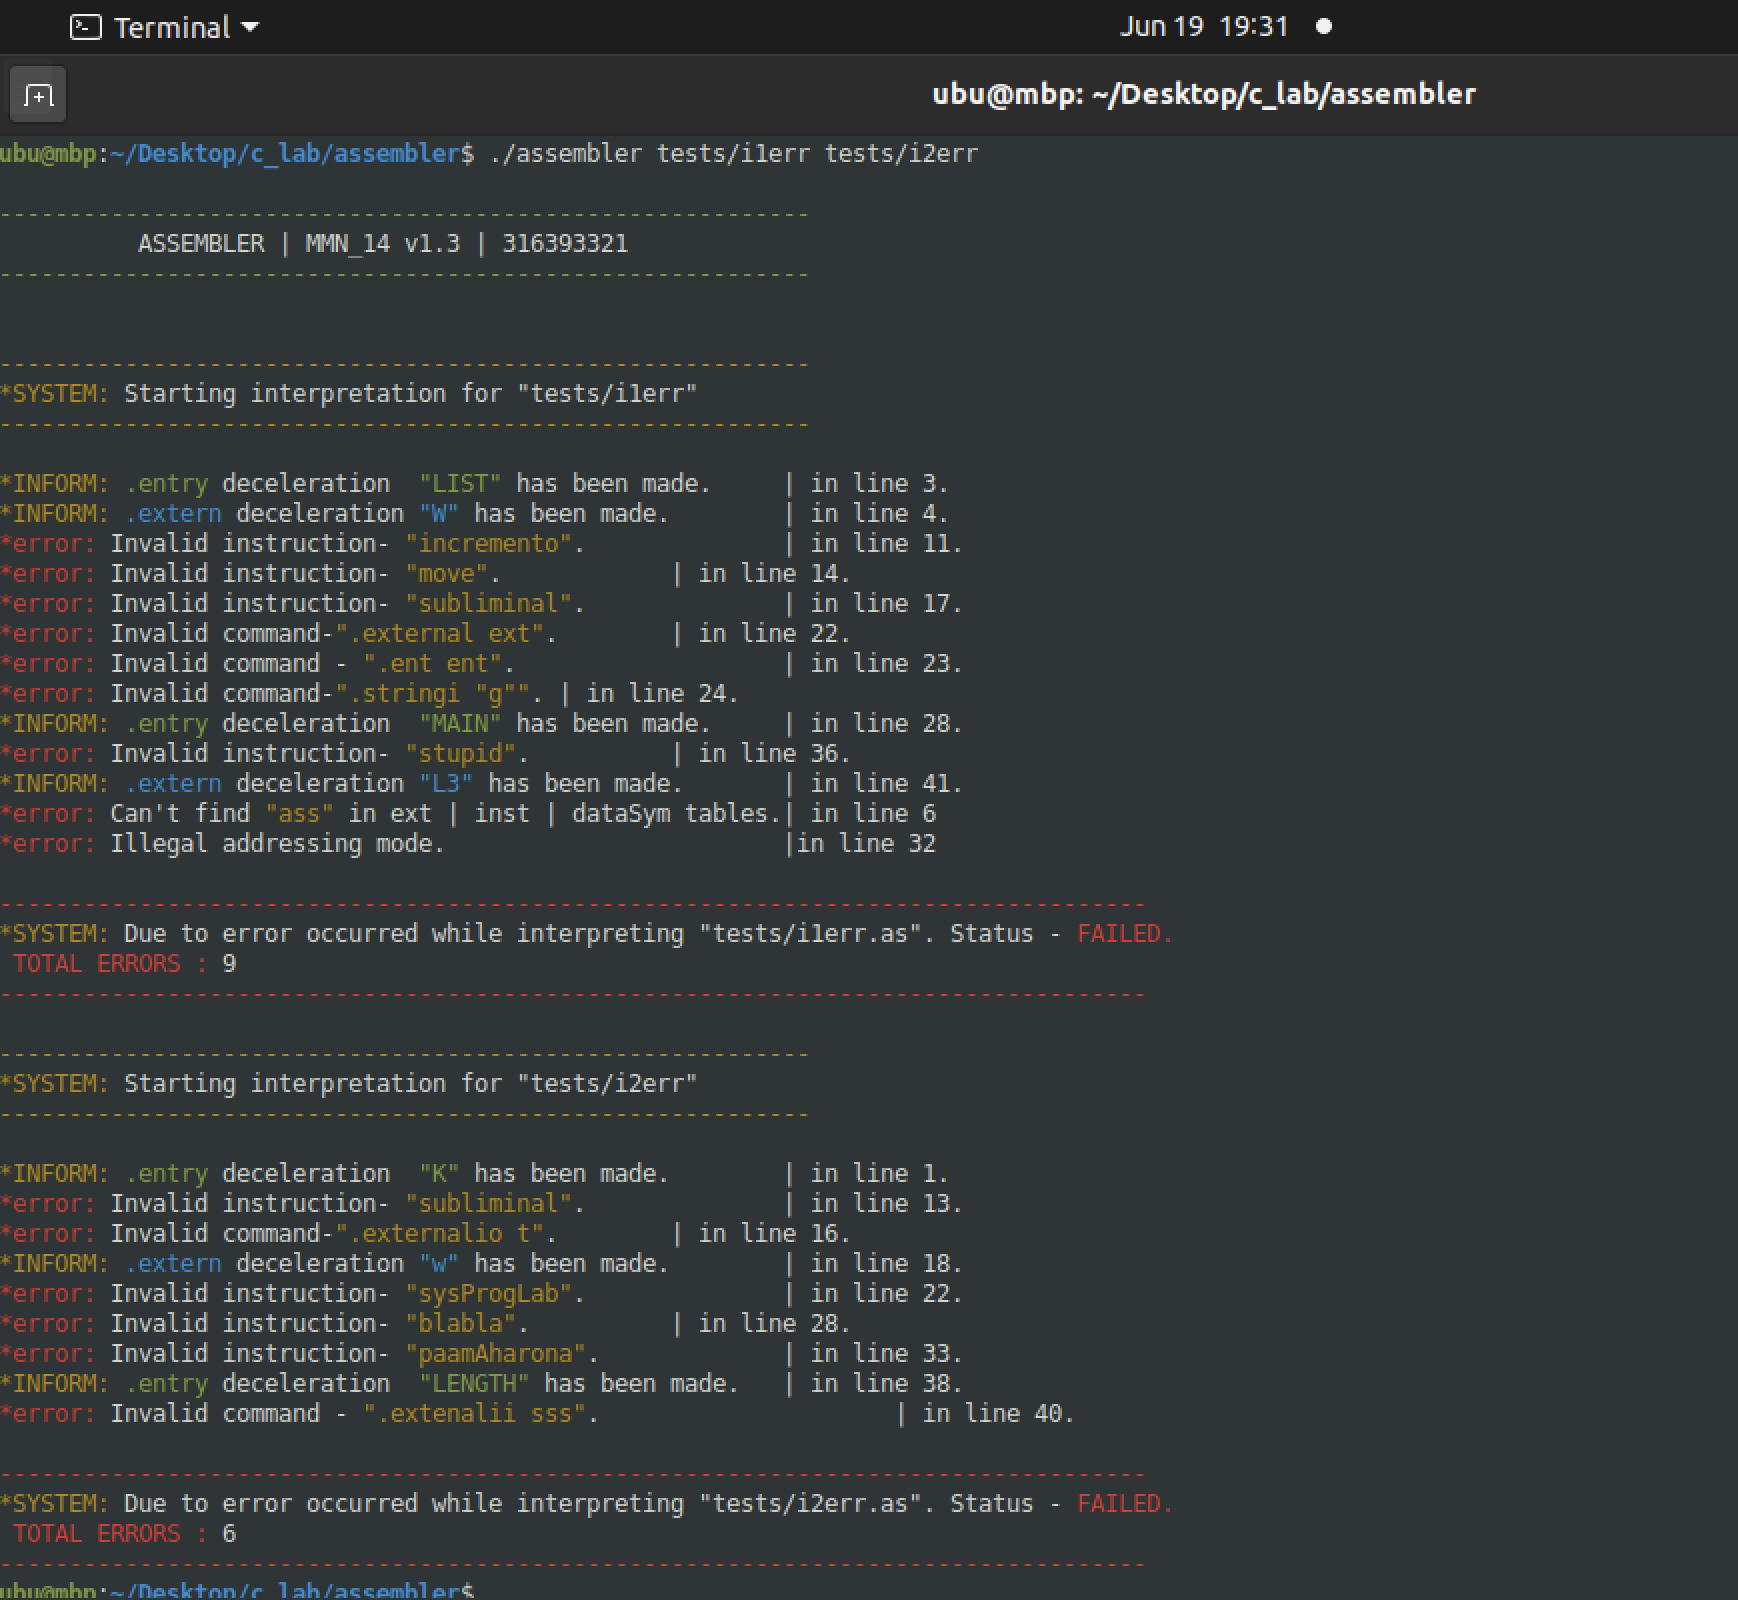 Terminal
Jun 19 19:31
ubu@mbp: ~/Desktop/c_lab/assembler
ubu@mbp:~/Desktop/c_lab/assembler$ ./assembler tests/i1err tests/i2err
----------------------------------------------------------
ASSEMBLER | MMN_14 v1.3 | 316393321
----------------------------------------------------------
----------------------------------------------------------
*SYSTEM: Starting interpretation for "tests/i1err"
----------------------------------------------------------
*INFORM: .entry deceleration  "LIST" has been made.     | in line 3.
*INFORM: .extern deceleration "W" has been made.        | in line 4.
*error: Invalid instruction- "incremento".              | in line 11.
*error: Invalid instruction- "move".            | in line 14.
*error: Invalid instruction- "subliminal".              | in line 17.
*error: Invalid command-".external ext".        | in line 22.
*error: Invalid command - ".ent ent".                   | in line 23.
*error: Invalid command-".stringi "g"". | in line 24.
*INFORM: .entry deceleration  "MAIN" has been made.     | in line 28.
*error: Invalid instruction- "stupid".          | in line 36.
*INFORM: .extern deceleration "L3" has been made.       | in line 41.
*error: Can't find "ass" in ext | inst | dataSym tables.| in line 6
*error: Illegal addressing mode.                        |in line 32
----------------------------------------------------------------------------------
*SYSTEM: Due to error occurred while interpreting "tests/i1err.as". Status - FAILED.
TOTAL ERRORS : 9
----------------------------------------------------------------------------------
----------------------------------------------------------
*SYSTEM: Starting interpretation for "tests/i2err"
----------------------------------------------------------
*INFORM: .entry deceleration  "K" has been made.        | in line 1.
*error: Invalid instruction- "subliminal".              | in line 13.
*error: Invalid command-".externalio t".        | in line 16.
*INFORM: .extern deceleration "w" has been made.        | in line 18.
*error: Invalid instruction- "sysProgLab".              | in line 22.
*error: Invalid instruction- "blabla".          | in line 28.
*error: Invalid instruction- "paamAharona".             | in line 33.
*INFORM: .entry deceleration  "LENGTH" has been made.   | in line 38.
*error: Invalid command - ".extenalii sss".                     | in line 40.
----------------------------------------------------------------------------------
*SYSTEM: Due to error occurred while interpreting "tests/i2err.as". Status - FAILED.
TOTAL ERRORS : 6
----------------------------------------------------------------------------------
ubu@mbp:~/Desktop/c_lab/assembler$